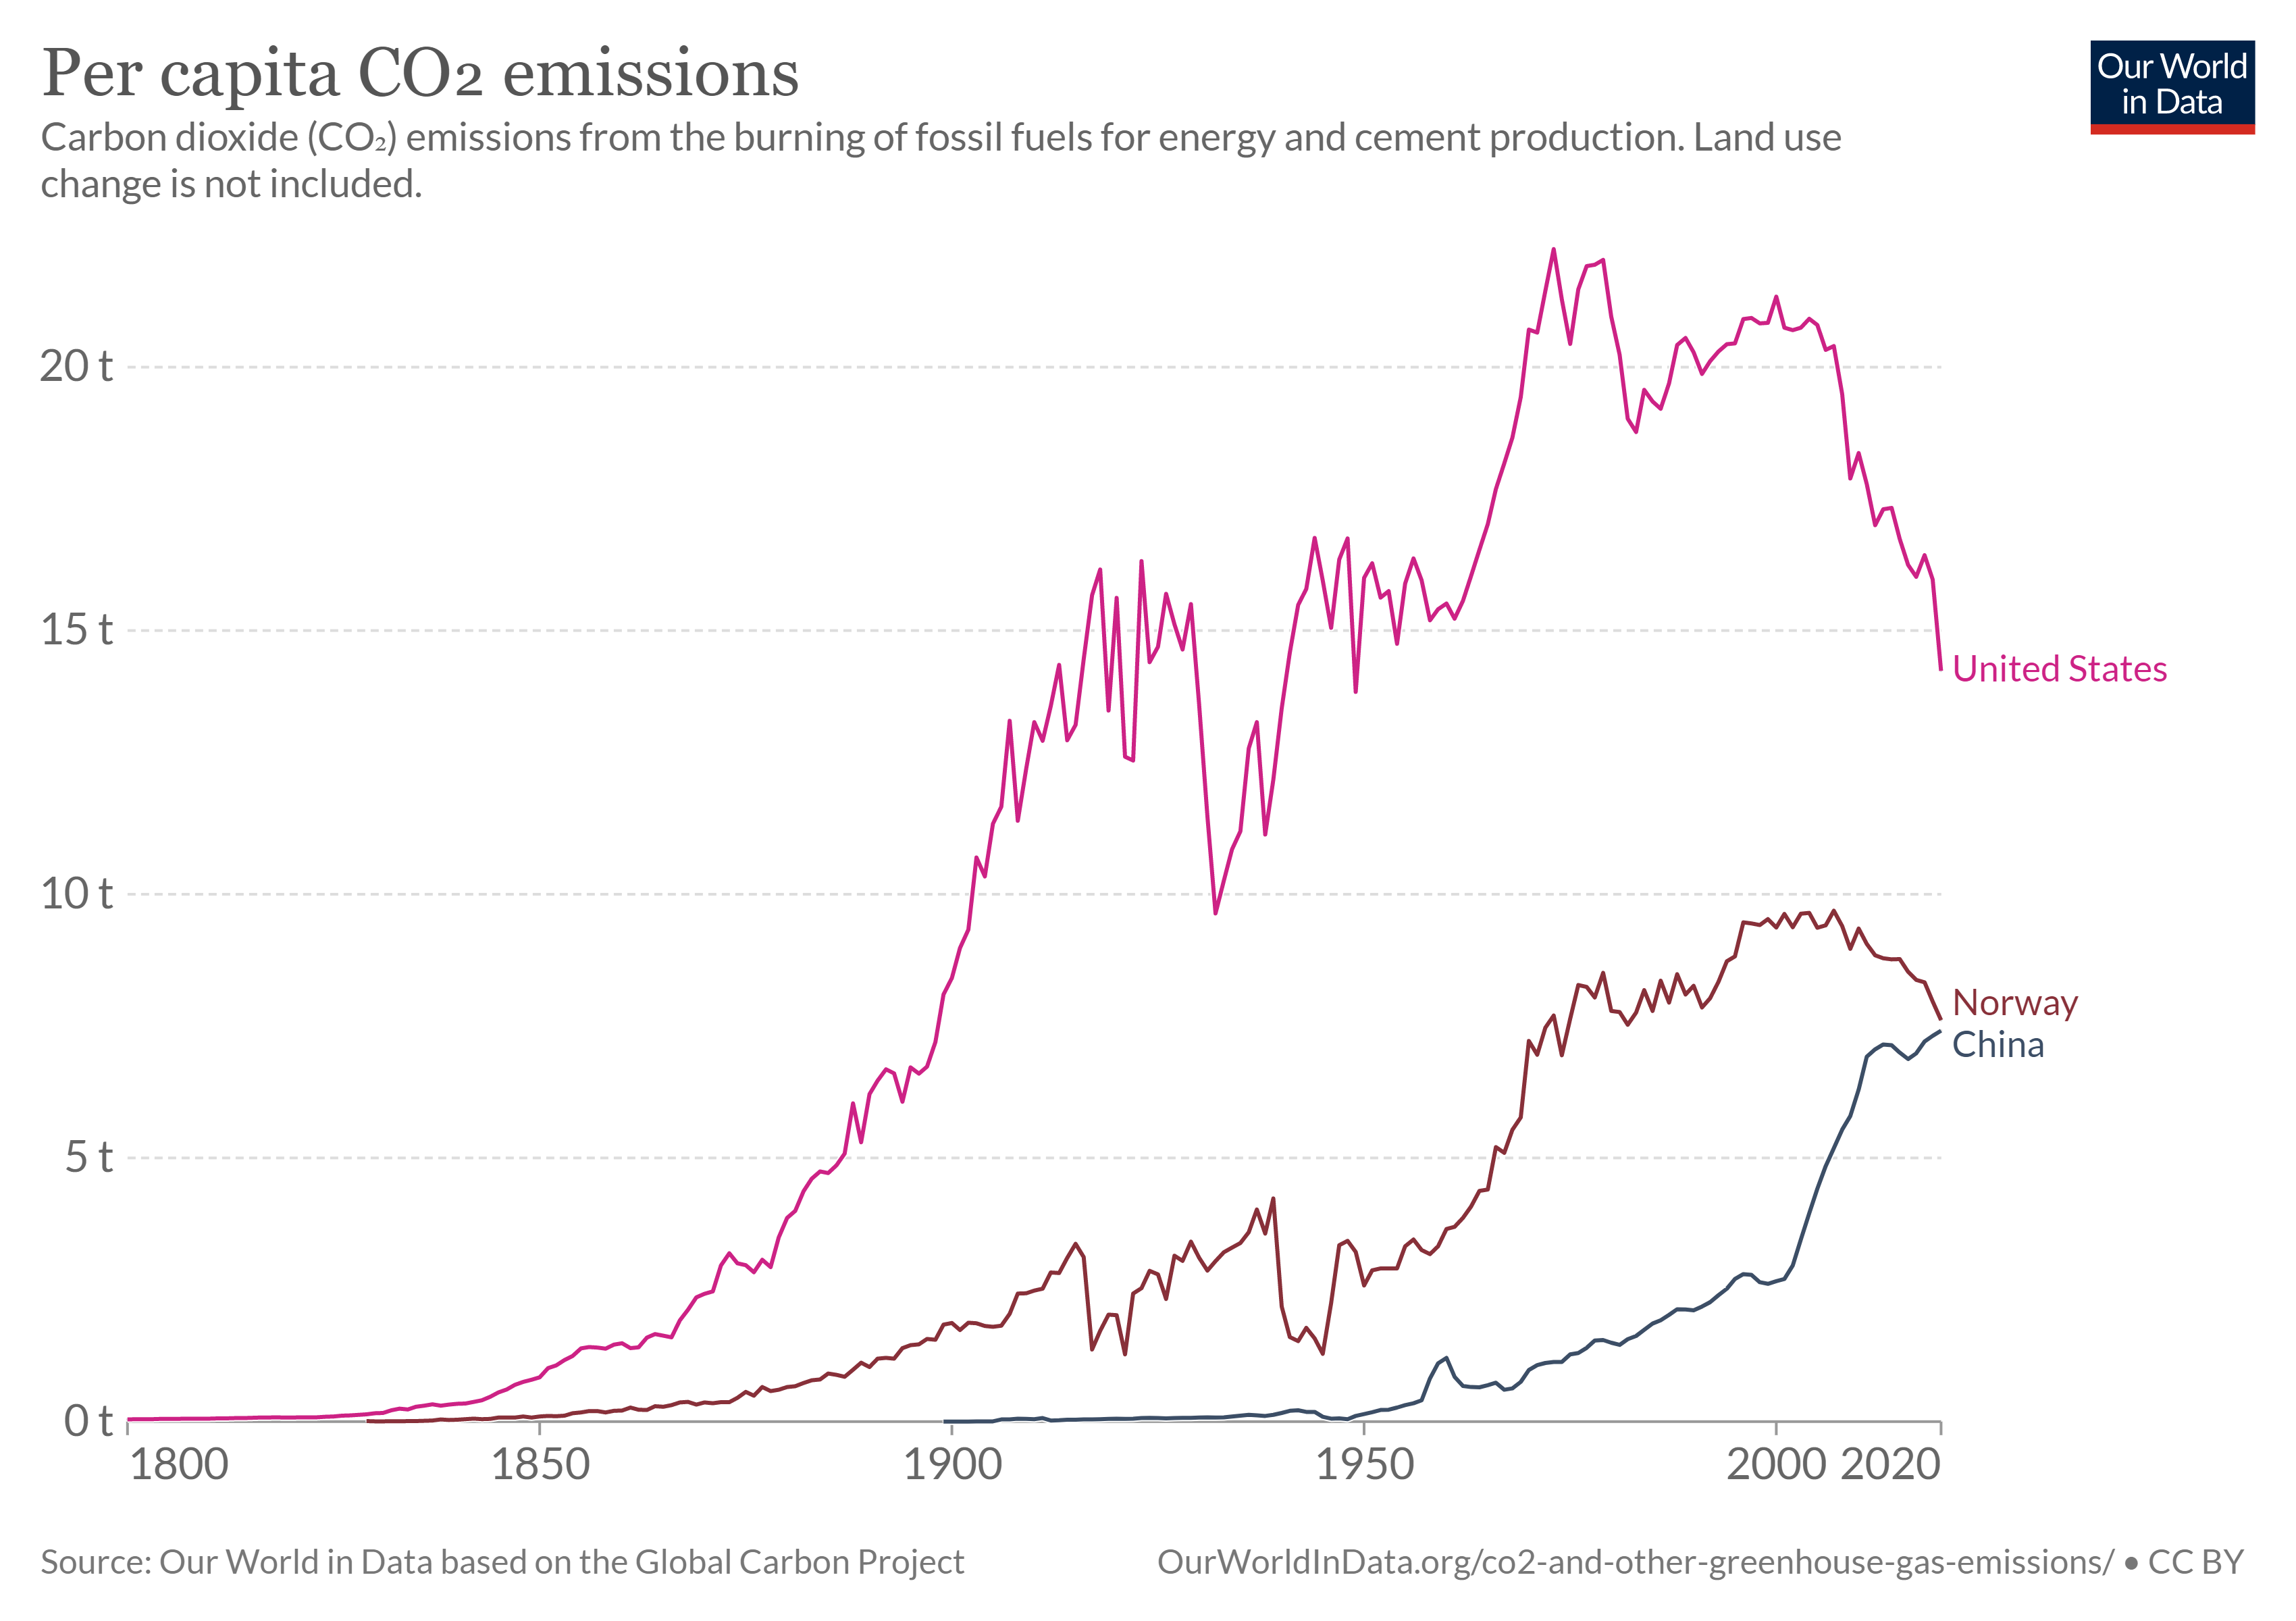 Per capita CO2 emissions
Our World
in Data
Carbon dioxide (CO₂) emissions from the burning of fossil fuels for energy and cement production. Land use
change is not included.
20 t
15 t
United States
10 t
Norway
China
5 t
0 t
1800 1850 1900 1950 2000 2020
Source: Our World in Data based on the Global Carbon Project
OurWorldInData.org/co2-and-other-greenhouse-gas-emissions/ • CC BY